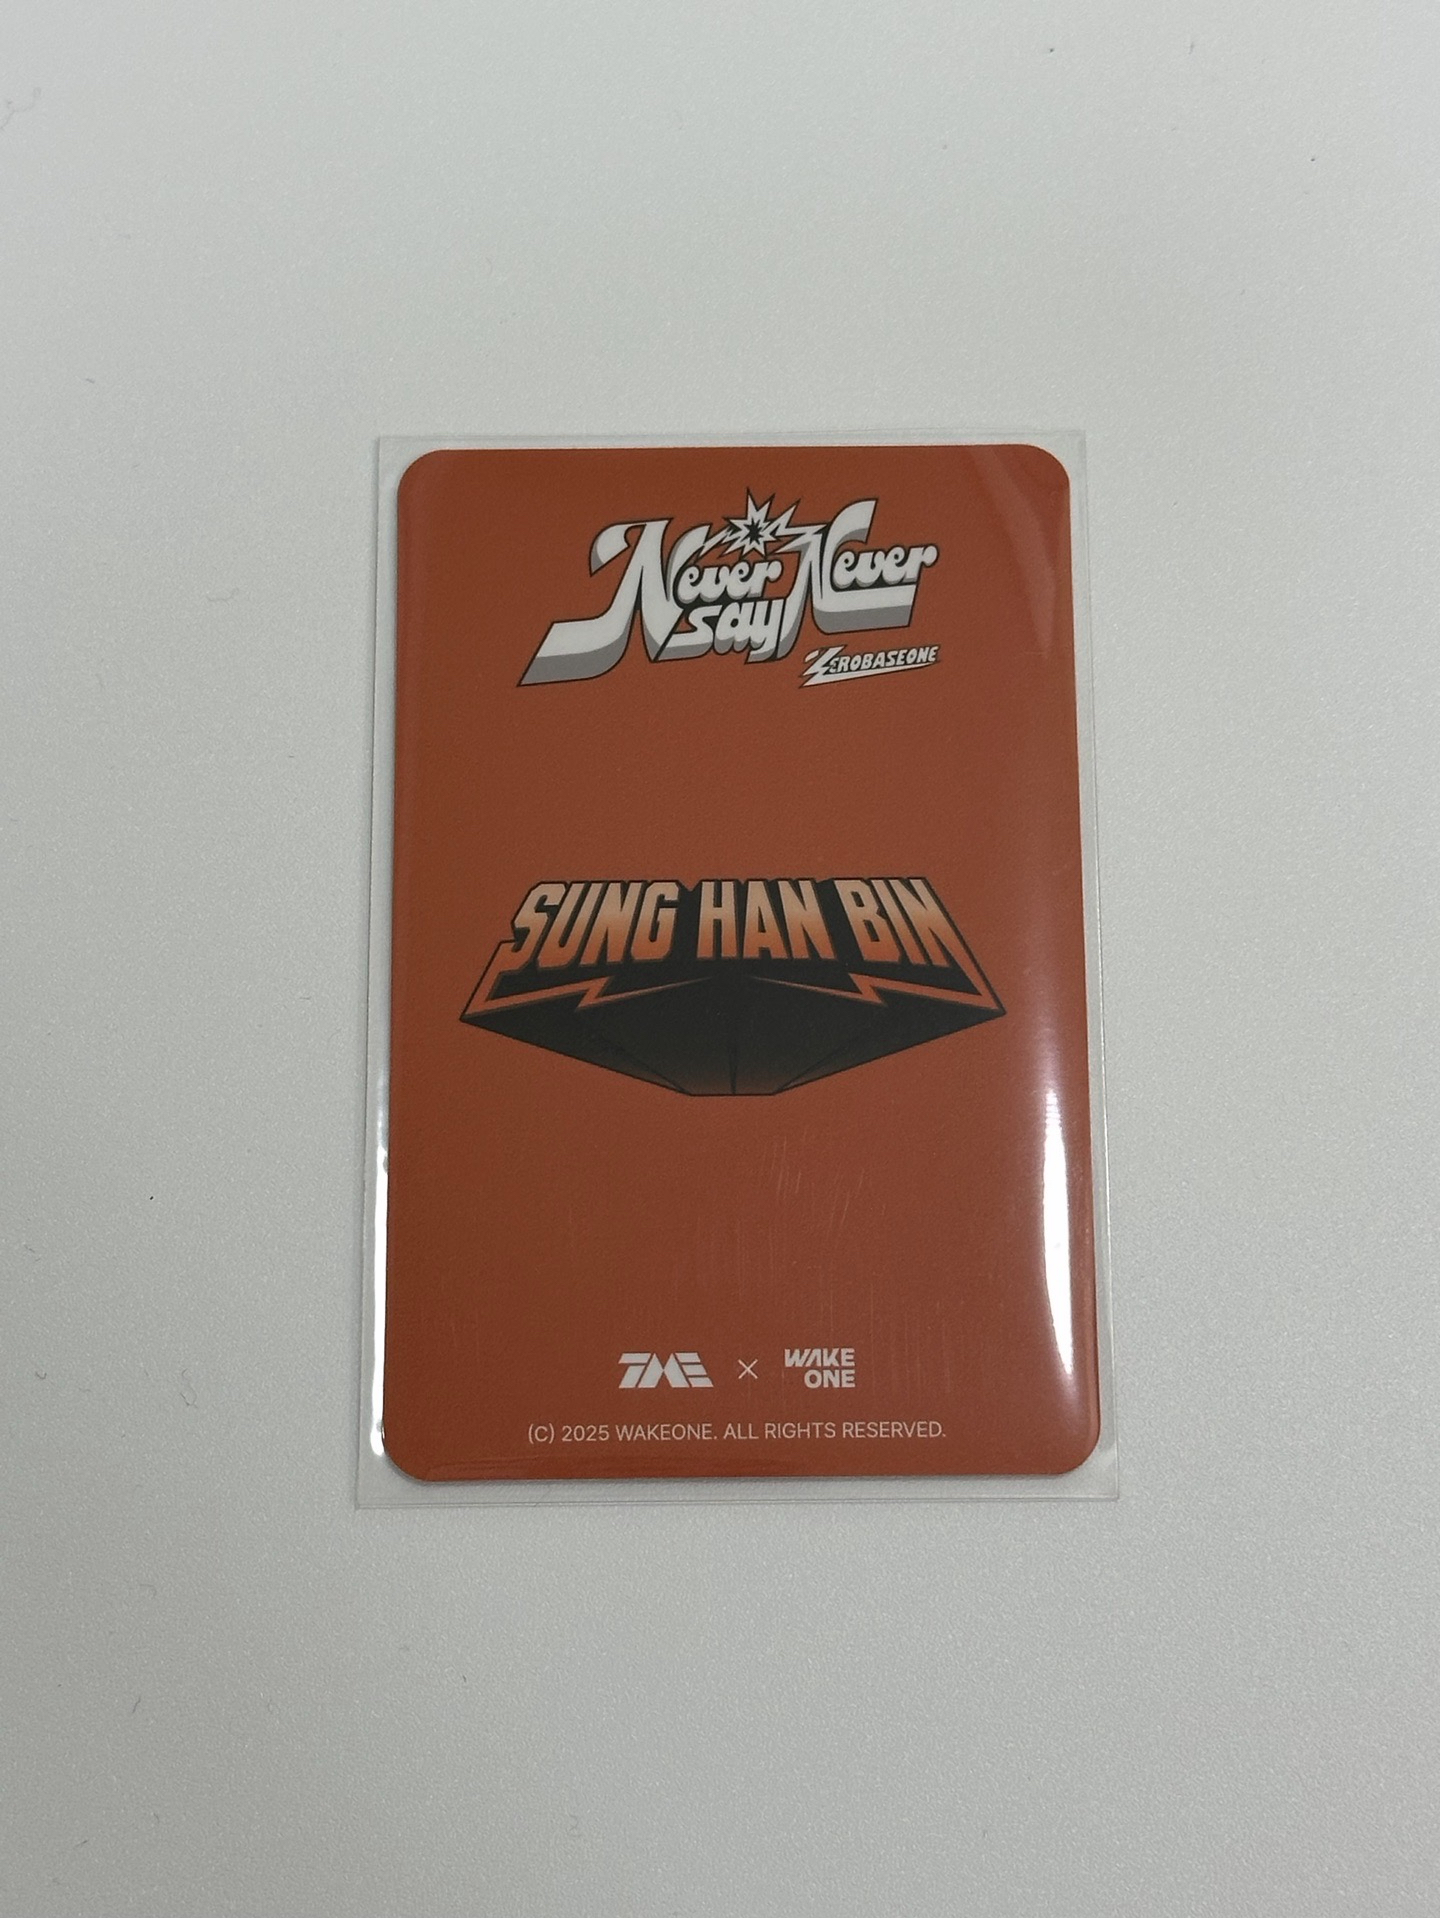 Never Never
say
ZEROBASEONE
SUNG HAN BIN
TME × WAKE
ONE
(C) 2025 WAKEONE. ALL RIGHTS RESERVED.